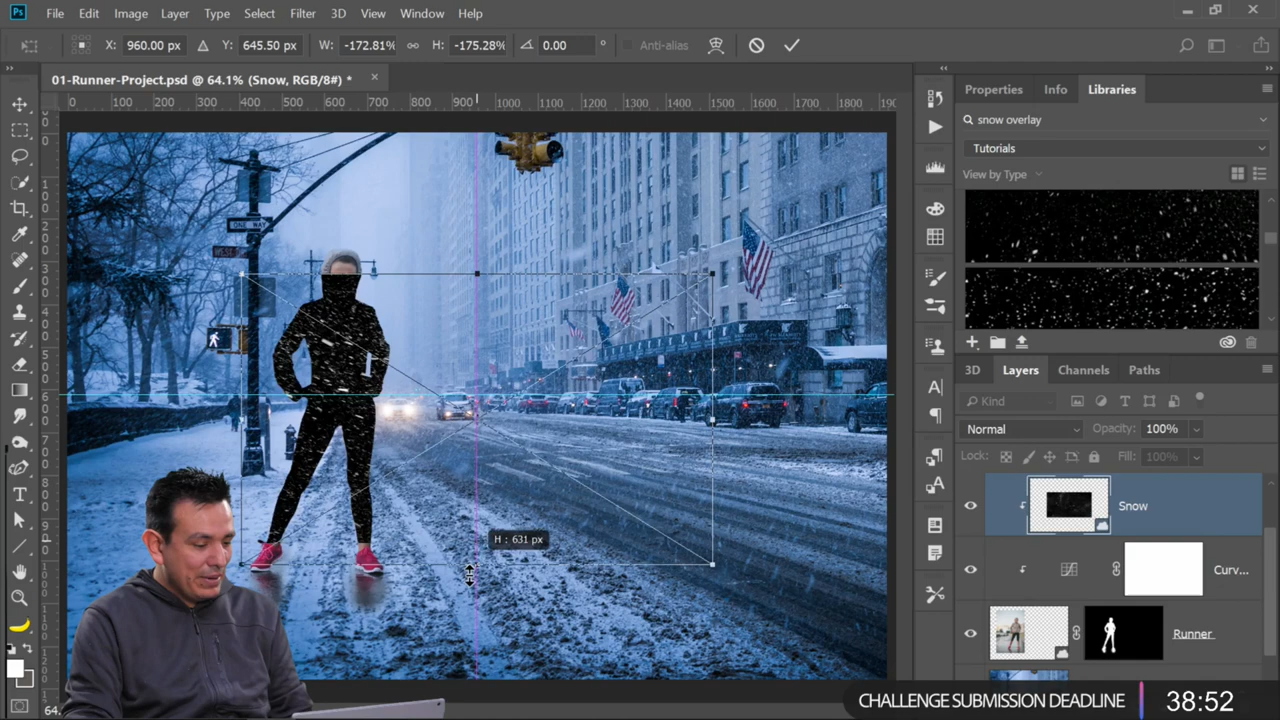 Ps File Edit Image Layer Type Select Filter 3D View Window Help
X: 960.00 px Y: 645.50 px W: -172.81% H: -175.28% 0.00 ° Anti-alias
01-Runner-Project.psd @ 64.1% (Snow, RGB/8#) * ×
0 100 200 300 400 500 600 700 800 900 1000 1100 1200 1300 1400 1500 1600 1700 1800
ONE WAY
H : 631 px
Properties Info Libraries
snow overlay
Tutorials
View by Type
3D Layers Channels Paths
Kind
Normal Opacity: 100%
Lock: Fill: 100%
Snow
Curv...
Runner
64.
CHALLENGE SUBMISSION DEADLINE 38:52